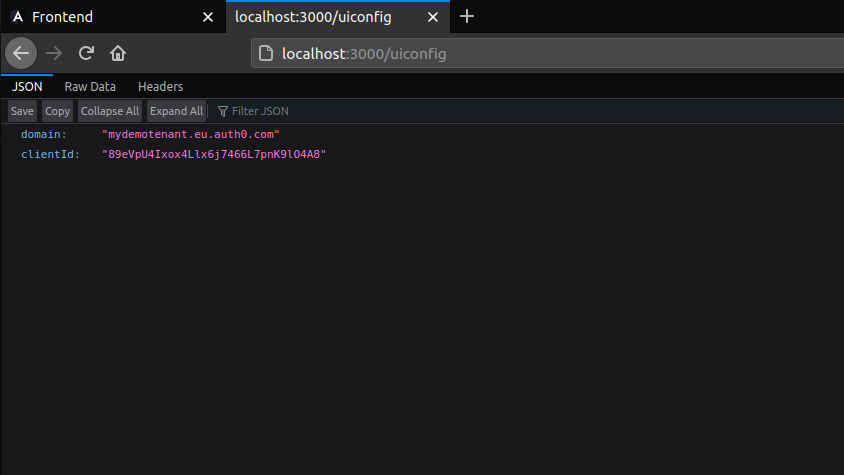 Frontend
localhost:3000/uiconfig
localhost:3000/uiconfig
JSON Raw Data Headers
Save Copy Collapse All Expand All Filter JSON
domain: "mydemotenant.eu.auth0.com"
clientId: "89eVpU4Ixox4Llx6j7466L7pnK9lO4A8"